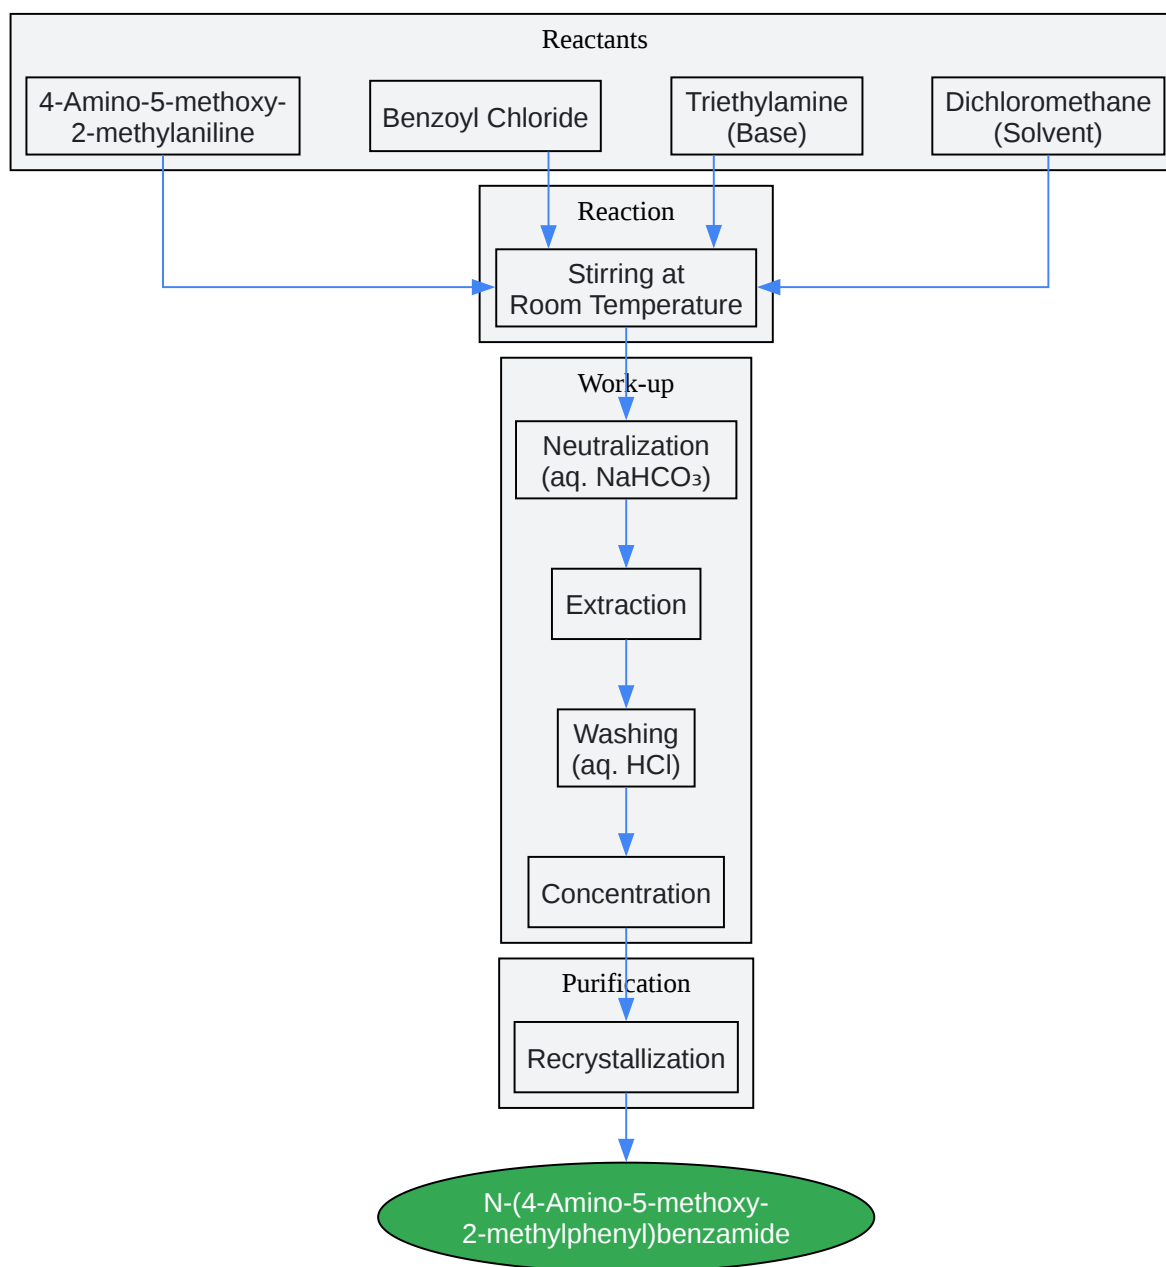 Reactants
4-Amino-5-methoxy-
2-methylaniline
Benzoyl Chloride
Triethylamine
(Base)
Dichloromethane
(Solvent)
Reaction
Stirring at
Room Temperature
Work-up
Neutralization
(aq. NaHCO₃)
Extraction
Washing
(aq. HCl)
Concentration
Purification
Recrystallization
N-(4-Amino-5-methoxy-
2-methylphenyl)benzamide